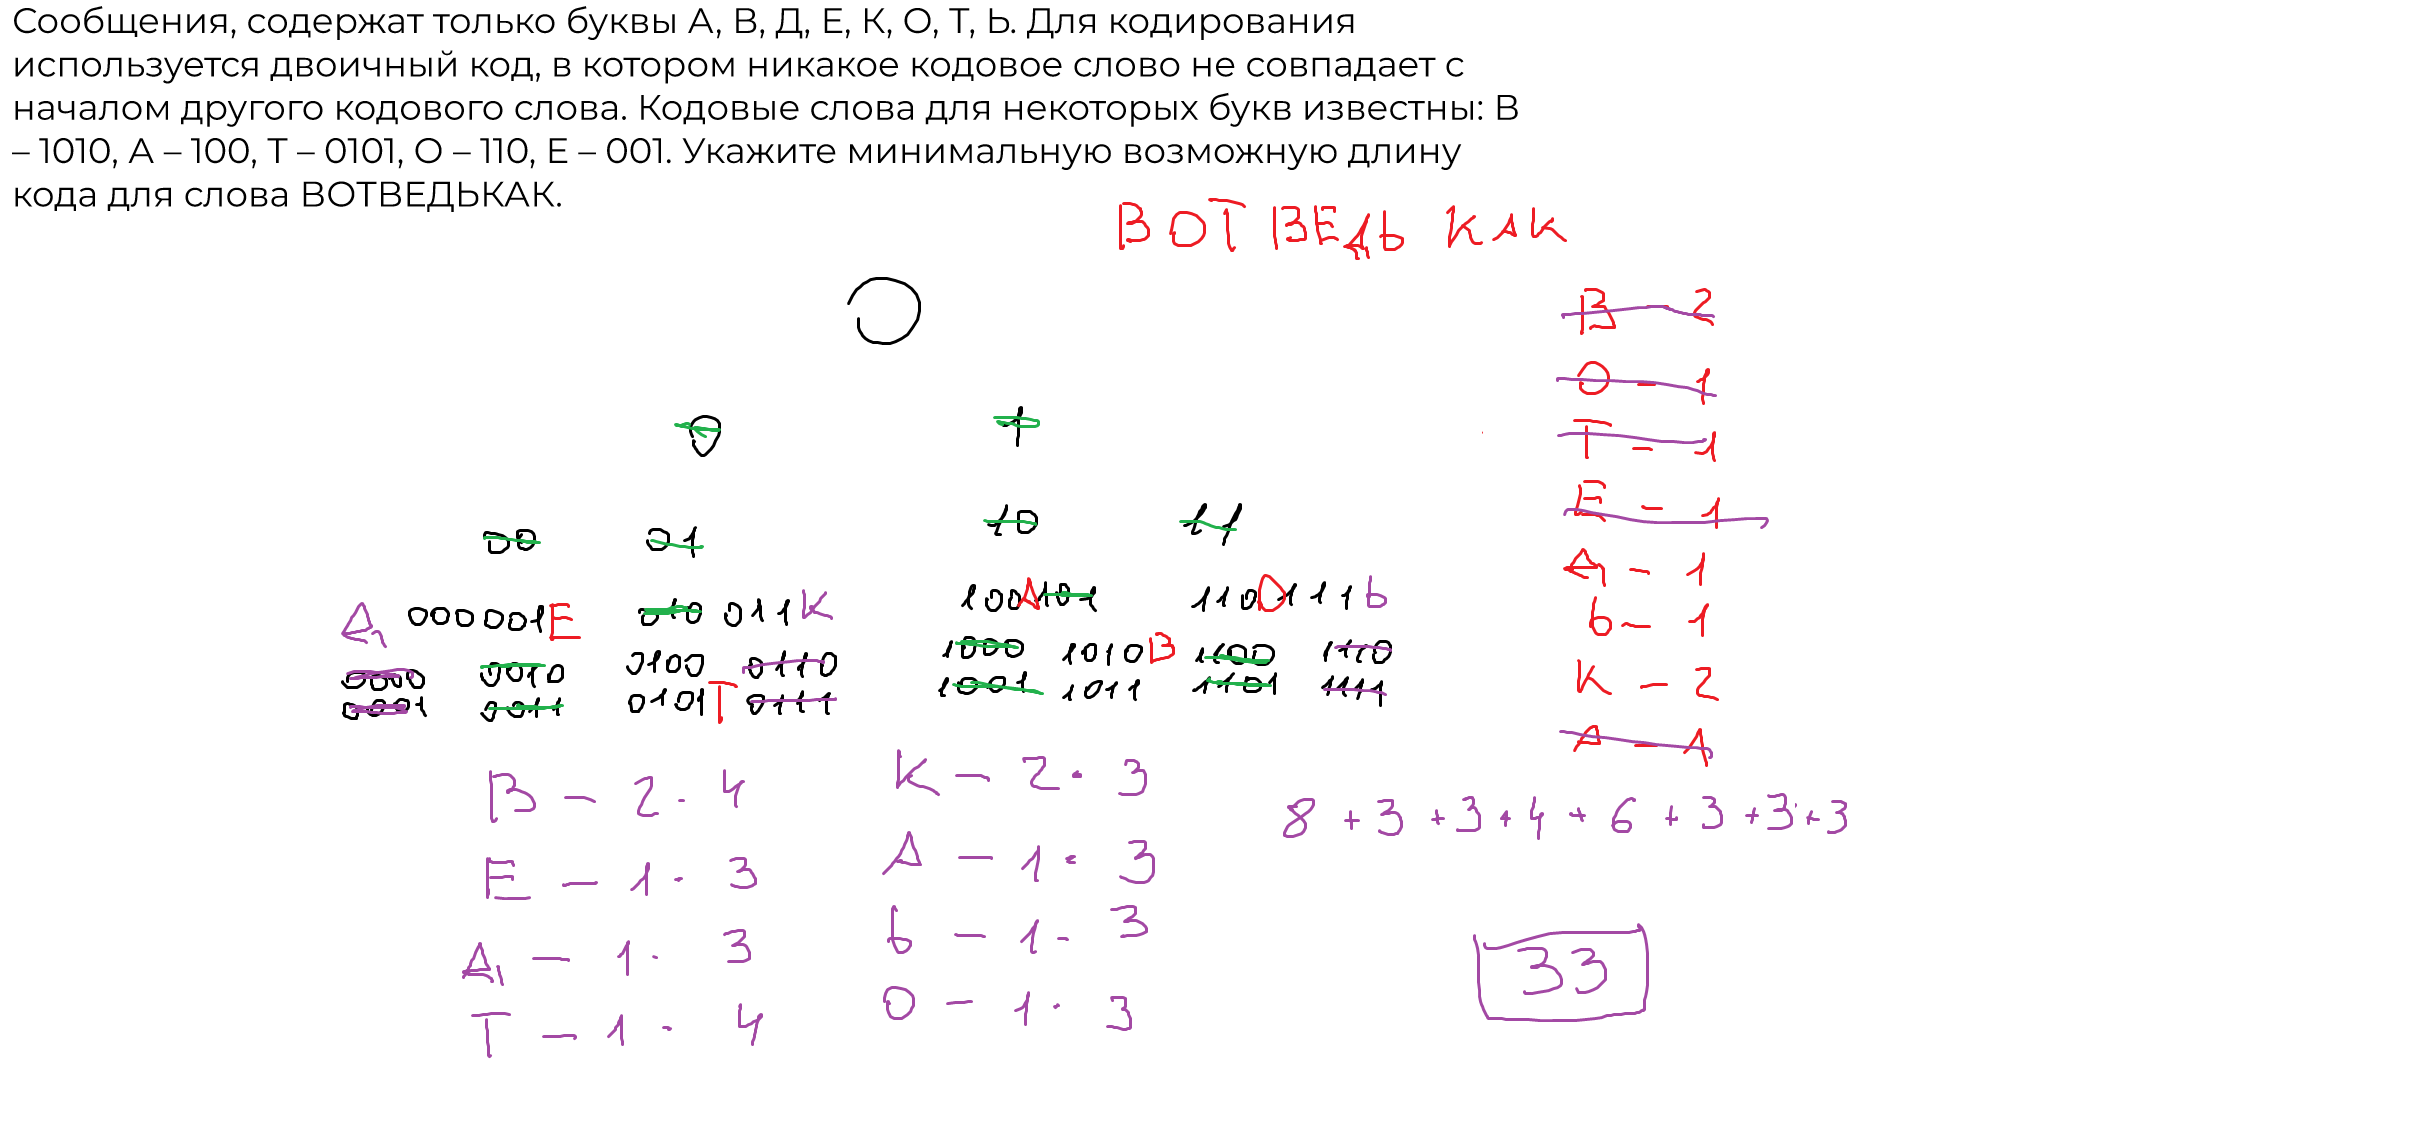 Сообщения, содержат только буквы А, В, Д, Е, К, О, Т, Ь. Для кодирования
используется двоичный код, в котором никакое кодовое слово не совпадает с
началом другого кодового слова. Кодовые слова для некоторых букв известны: В
– 1010, А – 100, Т – 0101, О – 110, Е – 001. Укажите минимальную возможную длину
кода для слова ВОТВЕДЬКАК.
ВОТ ВЕДЬ КАК
В 2
О - 1
Т - 1
Е - 1
Д - 1
Ь - 1
К - 2
А - А
0 1
00 01 10 11
Д 000 001 Е 010 011 К 100 А 101 110 О 111 Ь
0000 0010 0100 0110 1000 1010 В 1100 1110
0001 0011 0101 Т 0111 1001 1011 1101 1111
В - 2 · 4 К - 2 · 3
Е - 1 · 3 А - 1 · 3
Д - 1 · 3 Ь - 1 · 3
Т - 1 · 4 О - 1 · 3
8 + 3 + 3 + 4 + 6 + 3 + 3 + 3
33